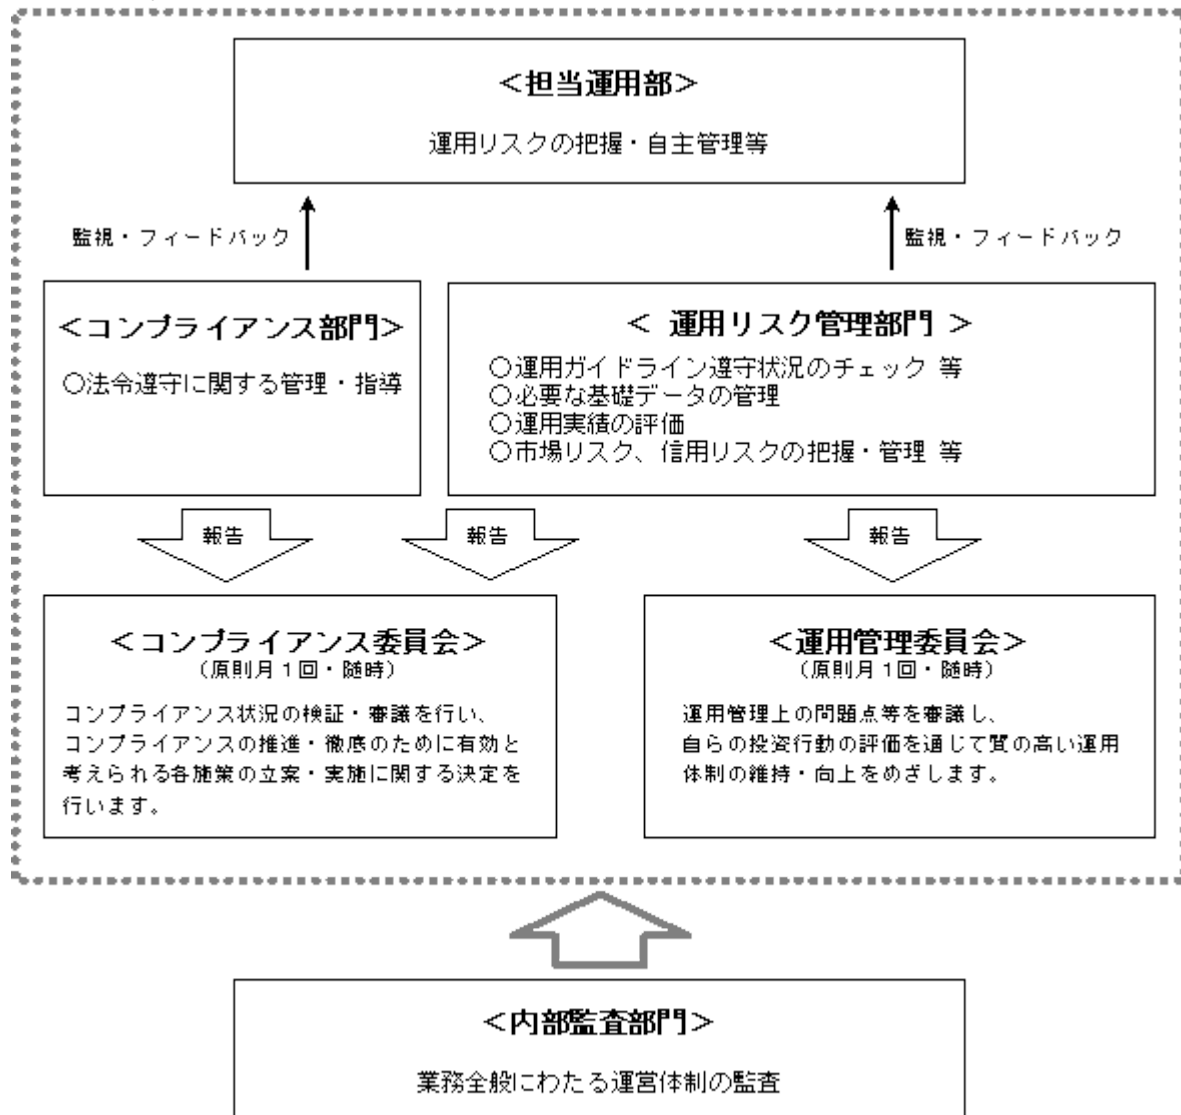 ＜担当運用部＞
運用リスクの把握・自主管理等
監視・フィードバック
監視・フィードバック
＜コンプライアンス部門＞
○法令遵守に関する管理・指導
＜ 運用リスク管理部門 ＞
○運用ガイドライン遵守状況のチェック 等
○必要な基礎データの管理
○運用実績の評価
○市場リスク、信用リスクの把握・管理 等
報告
報告
報告
＜コンプライアンス委員会＞
（原則月１回・随時）
コンプライアンス状況の検証・審議を行い、
コンプライアンスの推進・徹底のために有効と
考えられる各施策の立案・実施に関する決定を
行います。
＜運用管理委員会＞
（原則月１回・随時）
運用管理上の問題点等を審議し、
自らの投資行動の評価を通じて質の高い運用
体制の維持・向上をめざします。
＜内部監査部門＞
業務全般にわたる運営体制の監査